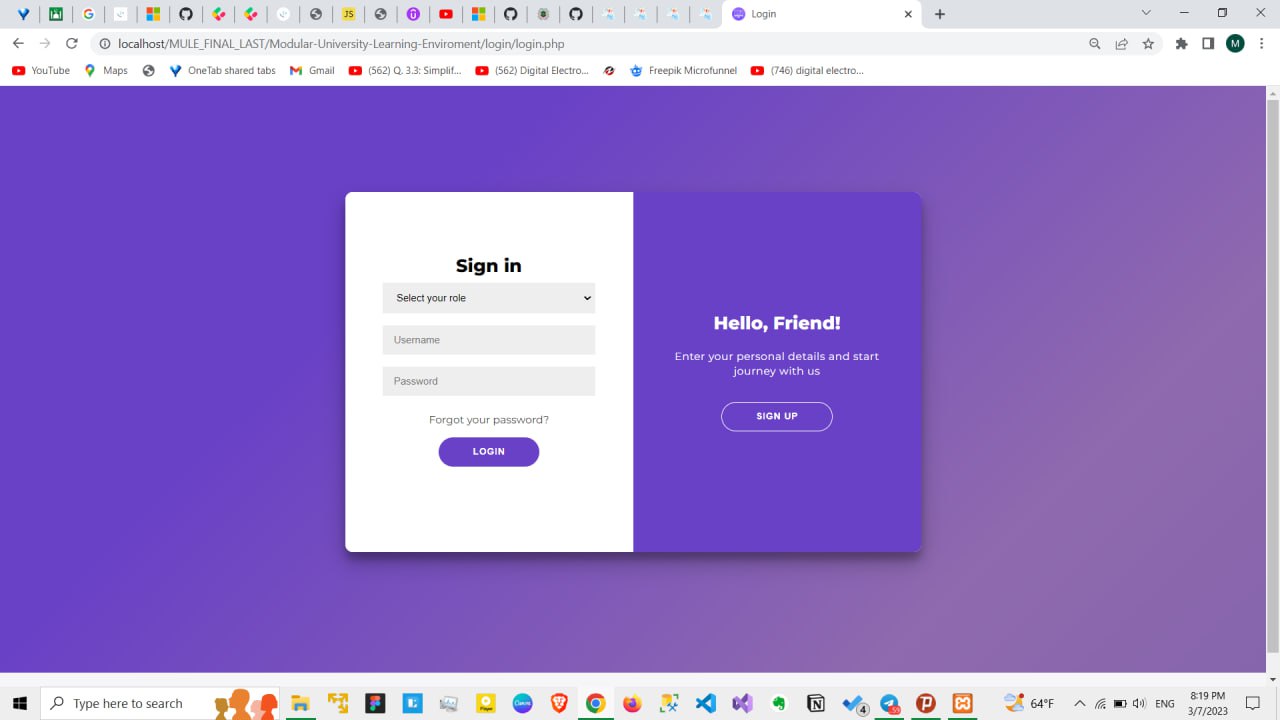 Login
localhost/MULE_FINAL_LAST/Modular-University-Learning-Enviroment/login/login.php
M
YouTube
Maps
OneTab shared tabs
Gmail
(562) Q. 3.3: Simplif...
(562) Digital Electro...
Freepik Microfunnel
(746) digital electro...
JS
Sign in
Select your role
Username
Password
Forgot your password?
LOGIN
Hello, Friend!
Enter your personal details and start
journey with us
SIGN UP
Type here to search
Canva
4
64°F
ENG
8:19 PM
3/7/2023